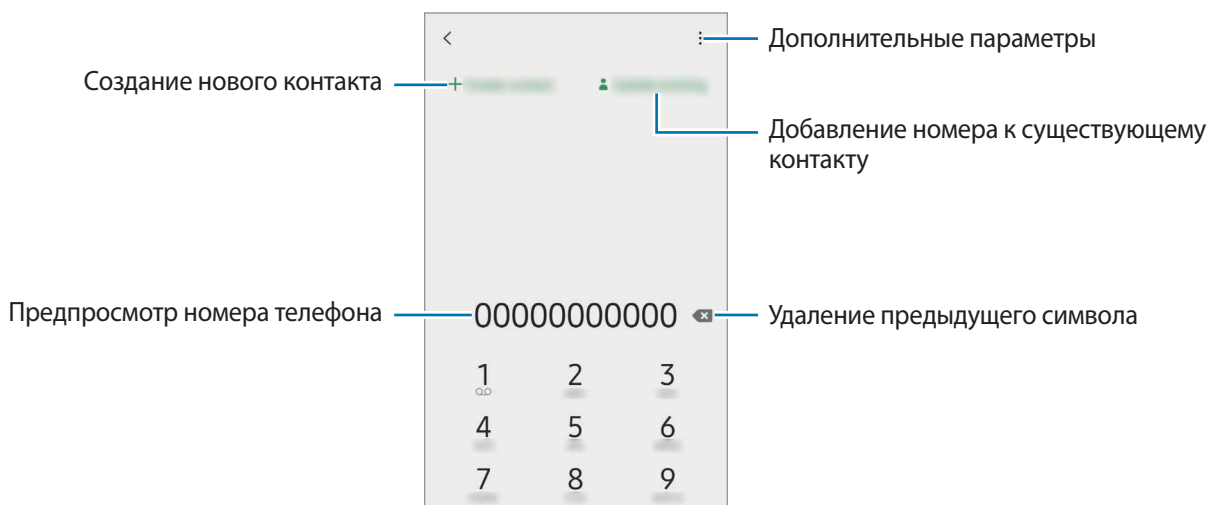 Дополнительные параметры
Создание нового контакта
Добавление номера к существующему
контакту
Предпросмотр номера телефона
00000000000
Удаление предыдущего символа
1 2 3
4 5 6
7 8 9